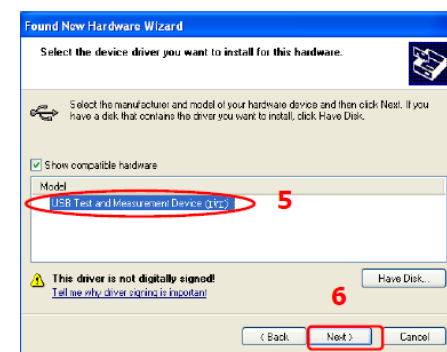 Found New Hardware Wizard
Select the device driver you want to install for this hardware.
Select the manufacturer and model of your hardware device and then click Next. If you
have a disk that contains the driver you want to install, click Have Disk.
Show compatible hardware
Model
USB Test and Measurement Device
5
This driver is not digitally signed!
Tell me why driver signing is important
Have Disk...
6
< Back
Next >
Cancel